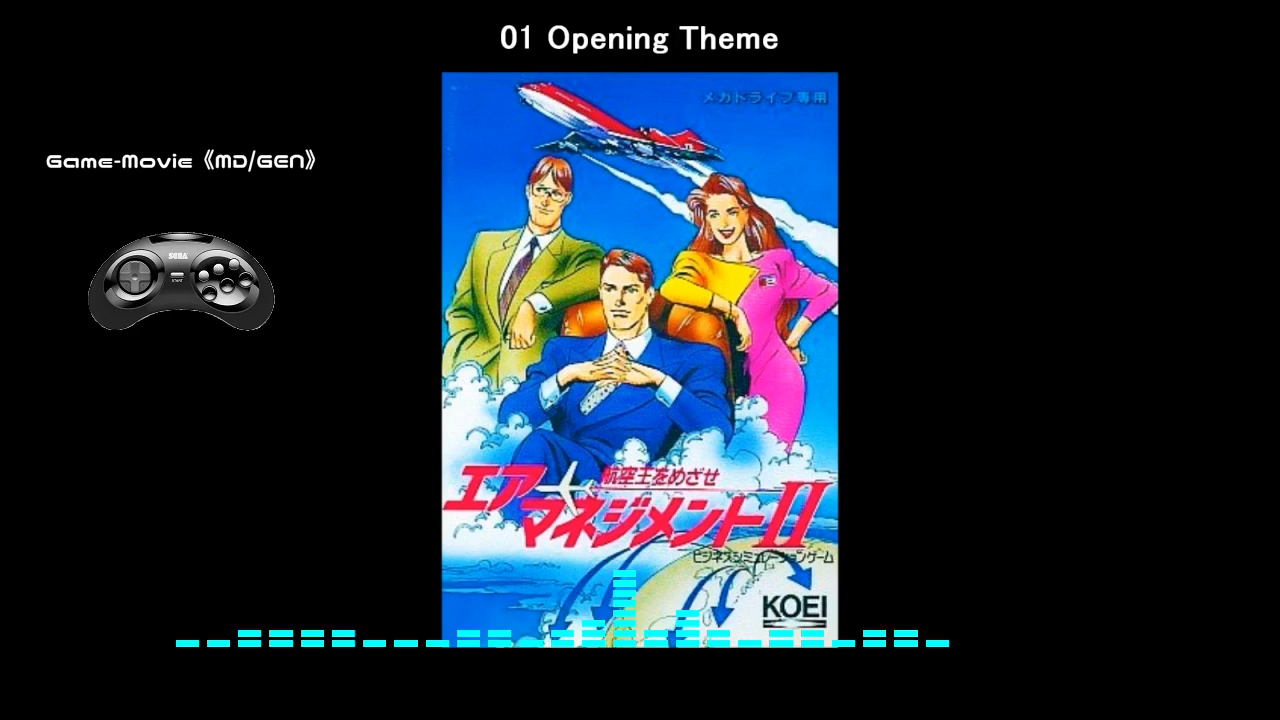 01 Opening Theme
メガドライブ専用
Game-Movie《MD/GEN》
SEGA
START
航空王をめざせ
エア
マネジメントII
ビジネスシミュレーションゲーム
KOEI